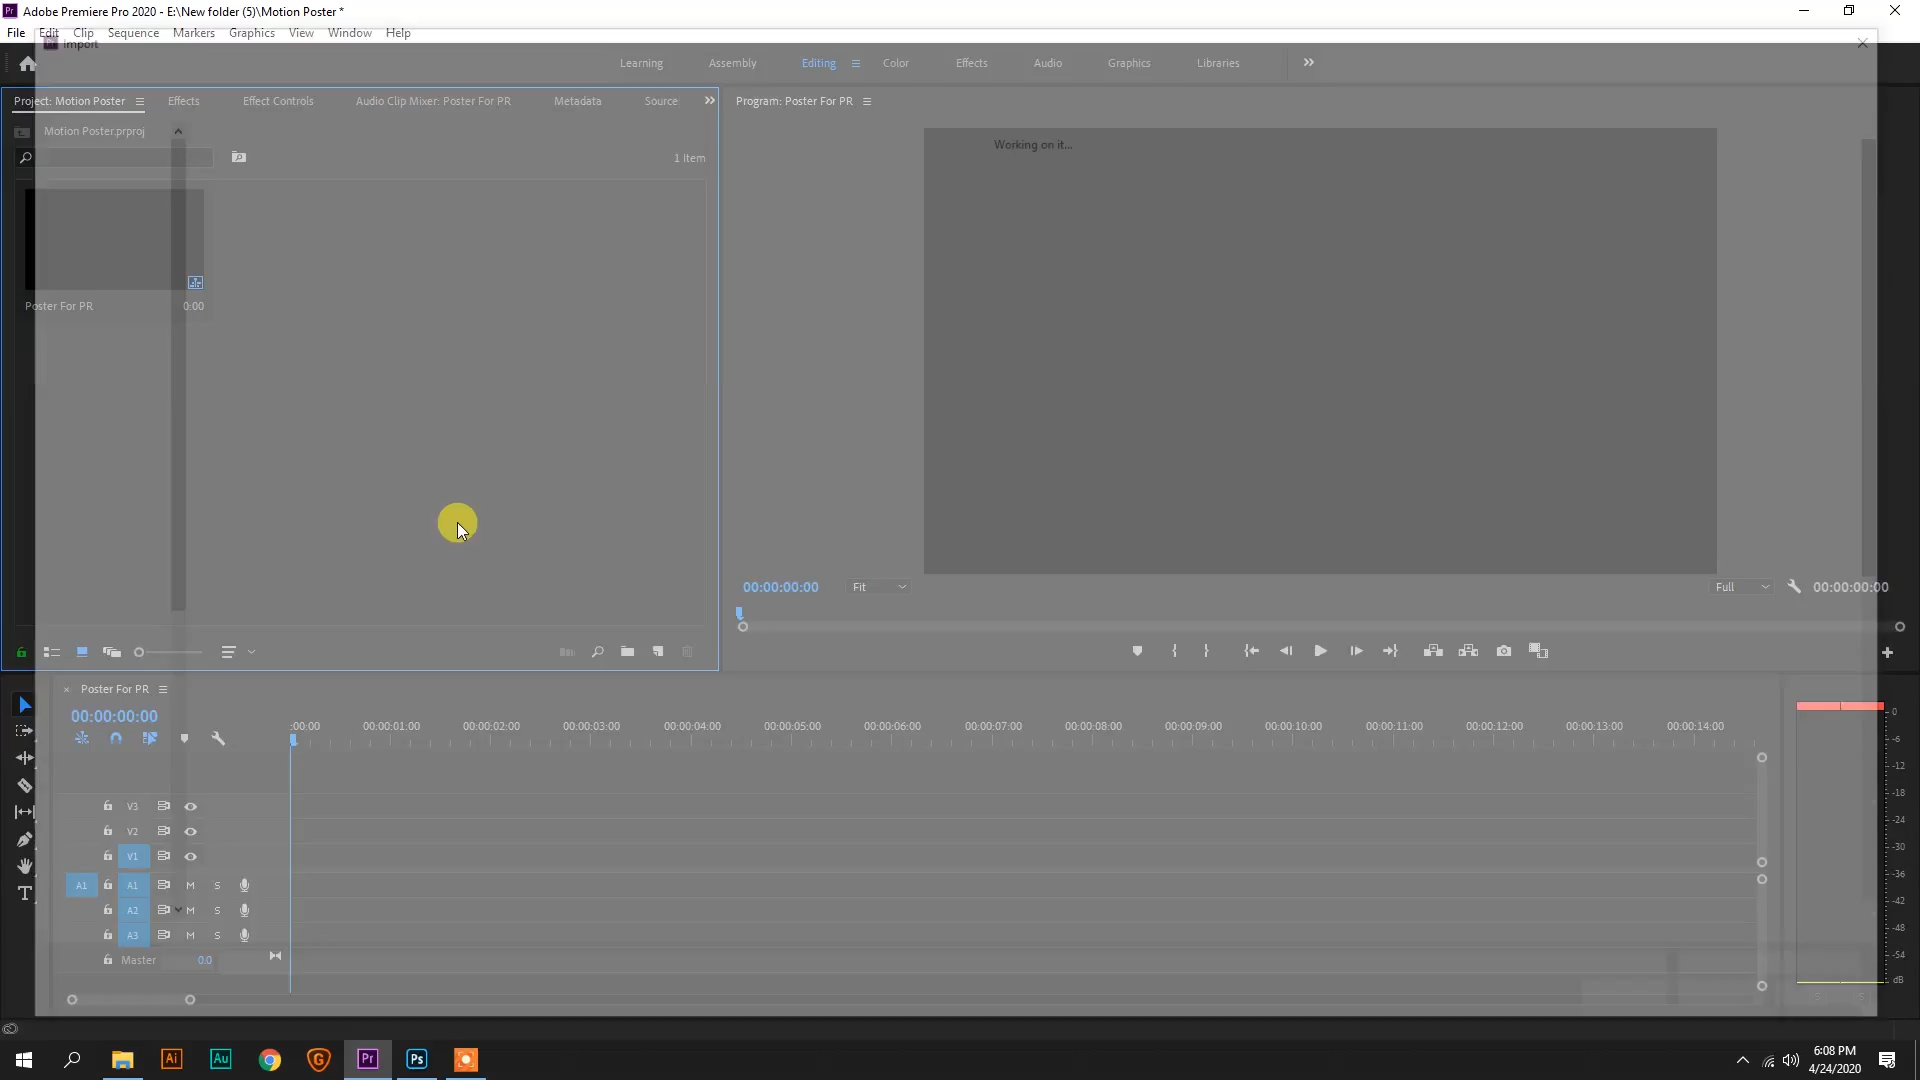 Adobe Premiere Pro 2020 - E:\New folder (5)\Motion Poster *
File Edit Clip Sequence Markers Graphics View Window Help
Import
Learning Assembly Editing Color Effects Audio Graphics Libraries
Project: Motion Poster Effects Effect Controls Audio Clip Mixer: Poster For PR Metadata Source
Program: Poster For PR
Motion Poster.prproj
Working on it...
1 Item
Poster For PR 0:00
00:00:00:00 Fit Full 00:00:00:00
Poster For PR
00:00:00:00
:00:00 00:00:01:00 00:00:02:00 00:00:03:00 00:00:04:00 00:00:05:00 00:00:06:00 00:00:07:00 00:00:08:00 00:00:09:00 00:00:10:00 00:00:11:00 00:00:12:00 00:00:13:00 00:00:14:00
V3
V2
V1
A1 A1 M S
A2 M S
A3 M S
Master 0.0
0
-6
-12
-18
-24
-30
-36
-42
-48
-54
dB
S S
Ai Au G Pr Ps
6:08 PM
4/24/2020